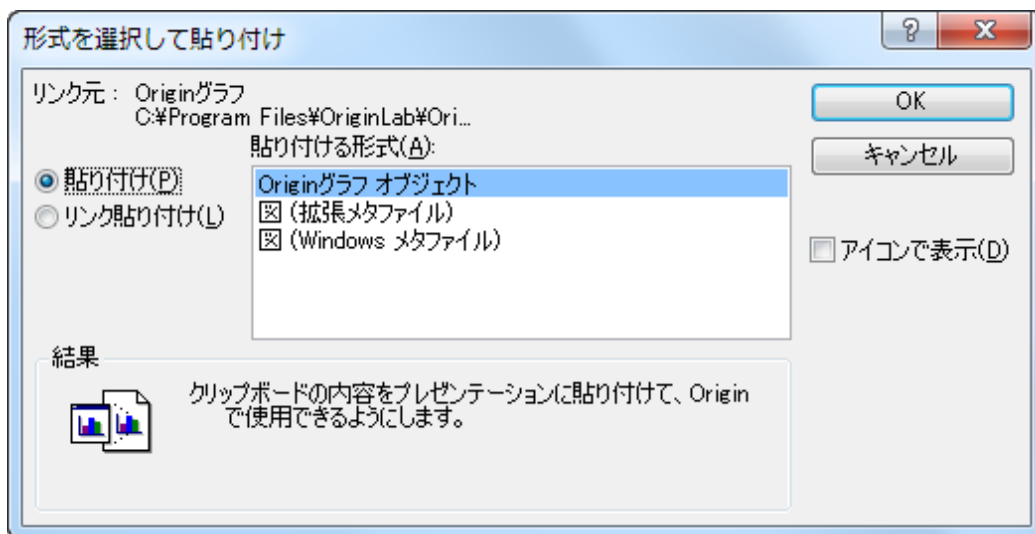 形式を選択して貼り付け
リンク元： Originグラフ
C:¥Program Files¥OriginLab¥Ori...
貼り付ける形式(A):
貼り付け(P)
リンク貼り付け(L)
Originグラフ オブジェクト
図 (拡張メタファイル)
図 (Windows メタファイル)
OK
キャンセル
アイコンで表示(D)
結果
クリップボードの内容をプレゼンテーションに貼り付けて、Origin
で使用できるようにします。